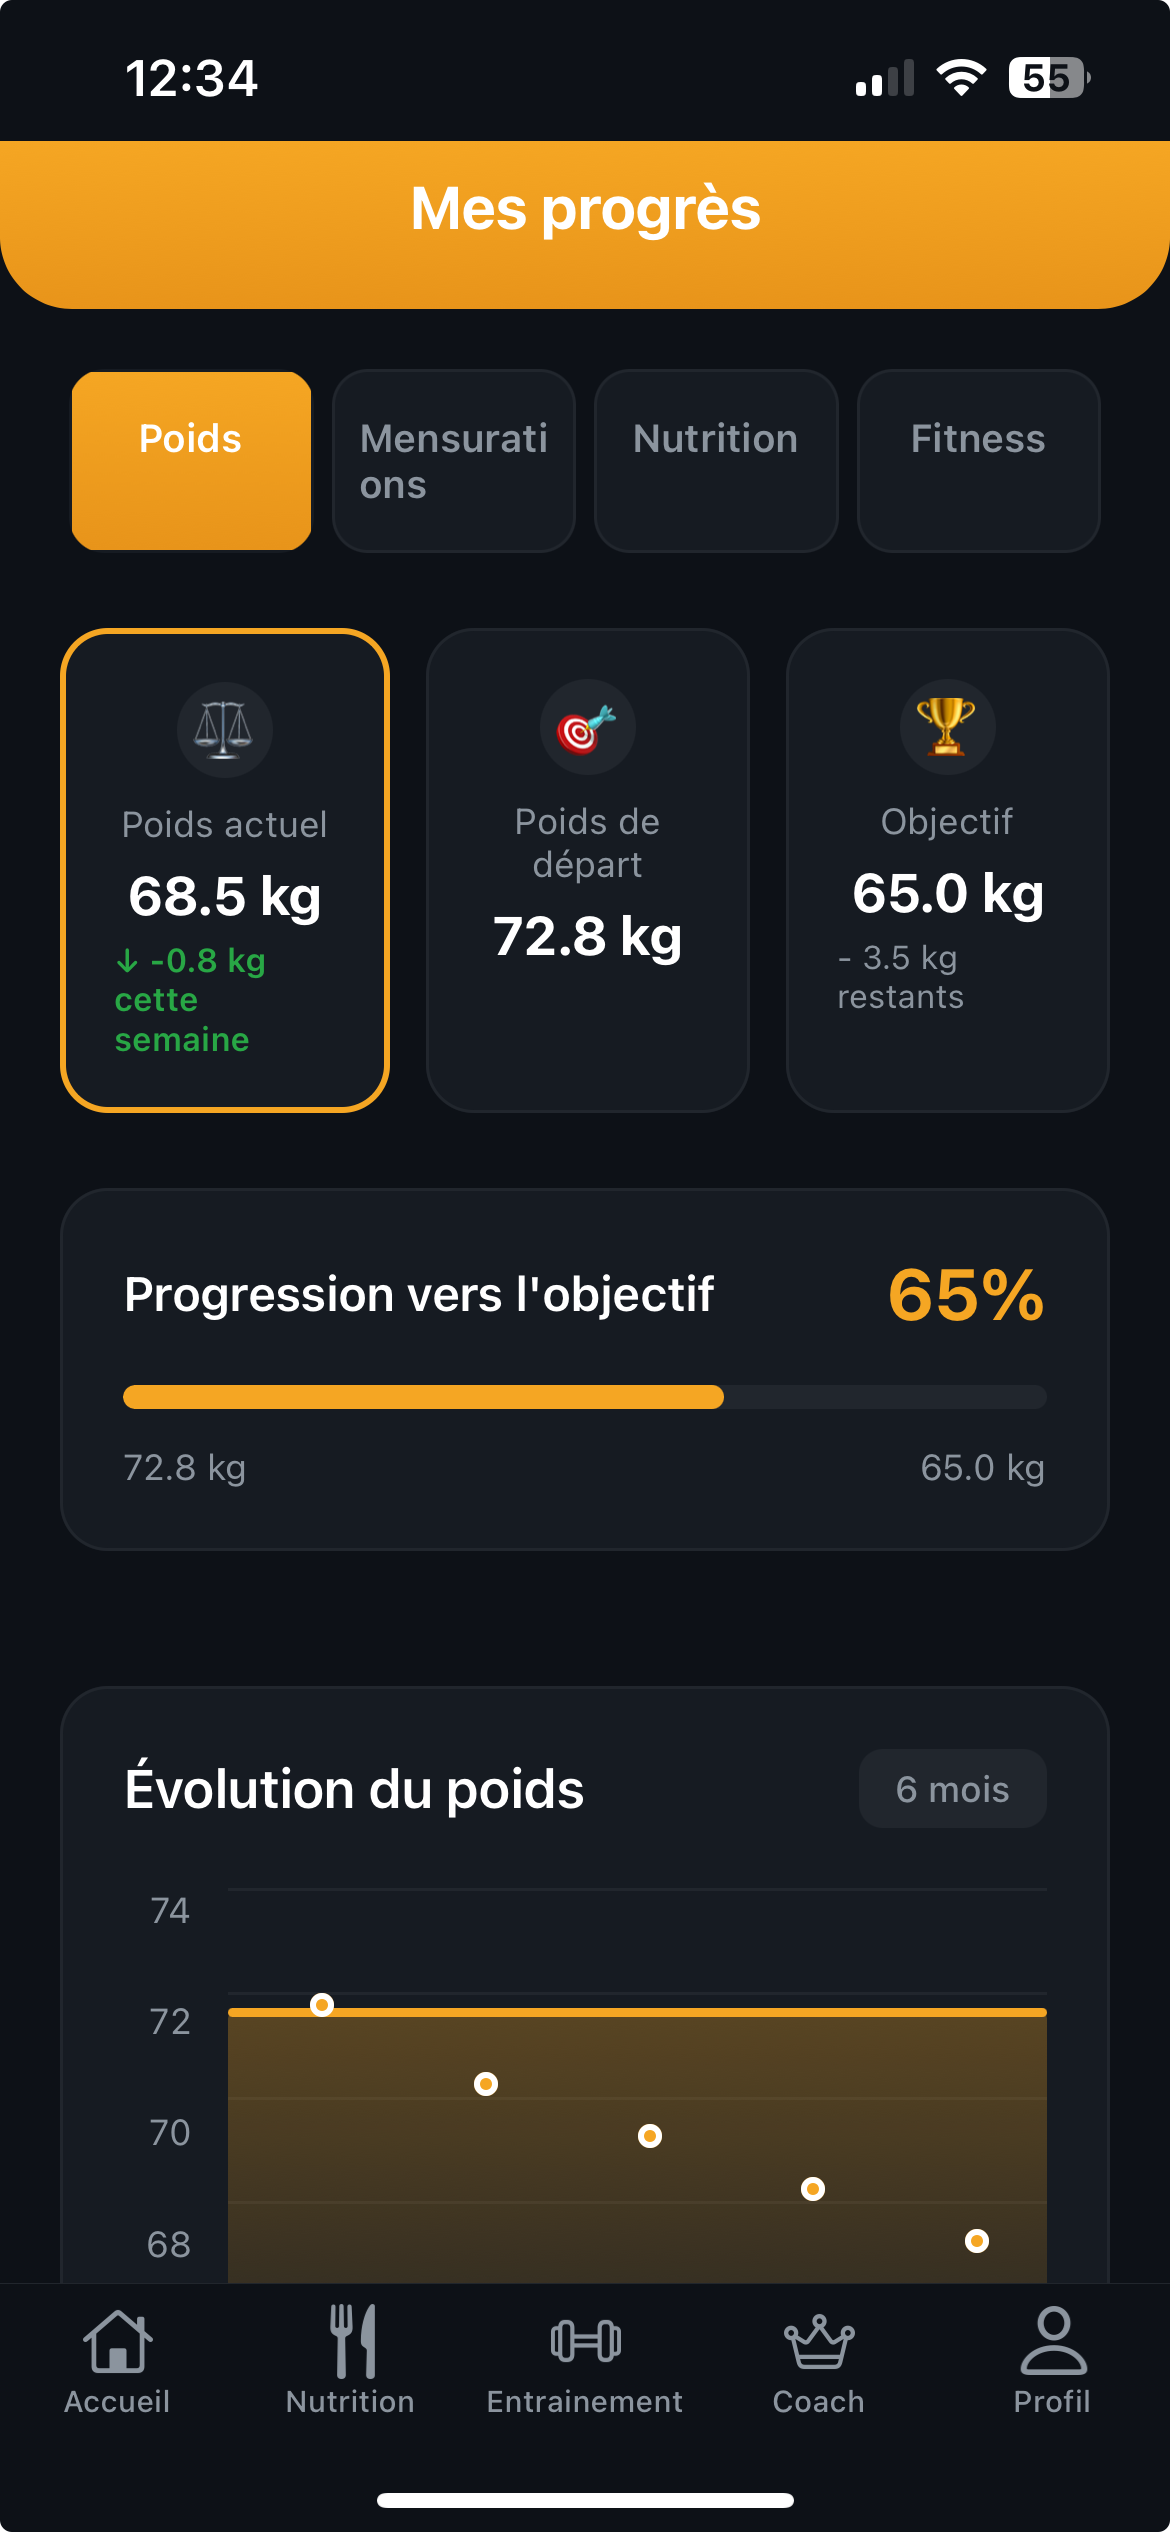 12:34
55
Mes progrès
Poids
Mensurati
ons
Nutrition
Fitness
Poids actuel
68.5 kg
↓ -0.8 kg
cette
semaine
Poids de
départ
72.8 kg
Objectif
65.0 kg
- 3.5 kg
restants
Progression vers l'objectif
65%
72.8 kg
65.0 kg
Évolution du poids
6 mois
74
72
70
68
Accueil
Nutrition
Entrainement
Coach
Profil